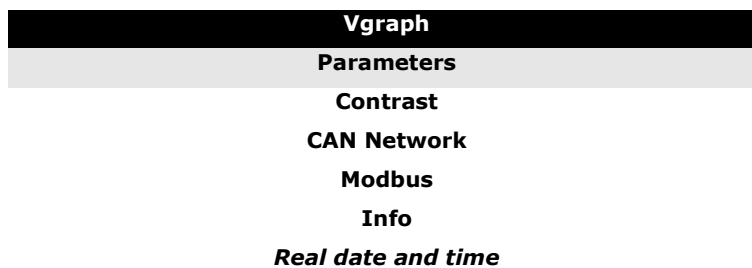 Vgraph
Parameters
Contrast
CAN Network
Modbus
Info
Real date and time